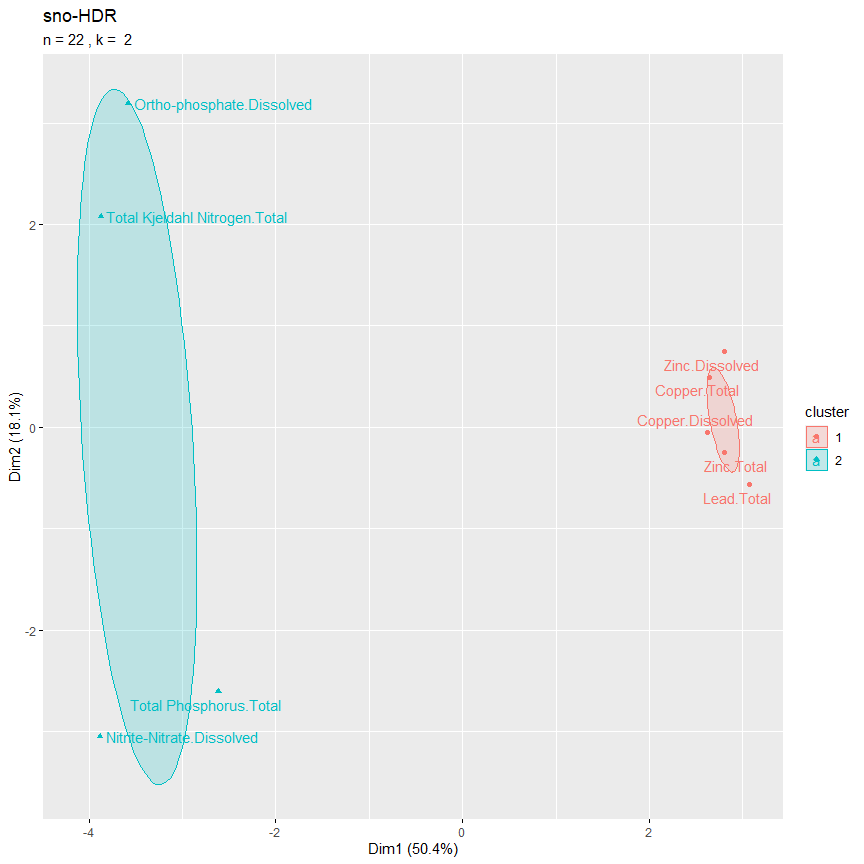 sno-HDR
n = 22 , k =  2
Ortho-phosphate.Dissolved
Total Kjeldahl Nitrogen.Total
Zinc.Dissolved
Copper.Total
Copper.Dissolved
Zinc.Total
Lead.Total
Total Phosphorus.Total
Nitrite-Nitrate.Dissolved
2
0
-2
Dim2 (18.1%)
-4
-2
0
2
Dim1 (50.4%)
cluster
a 1
a 2